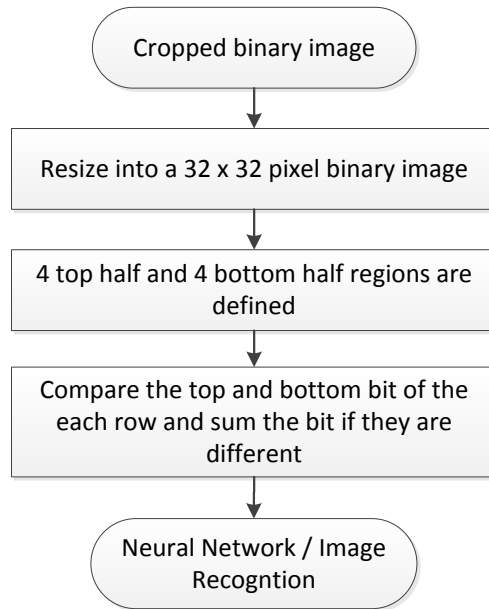 Cropped binary image
Resize into a 32 x 32 pixel binary image
4 top half and 4 bottom half regions are
defined
Compare the top and bottom bit of the
each row and sum the bit if they are
different
Neural Network / Image
Recogntion